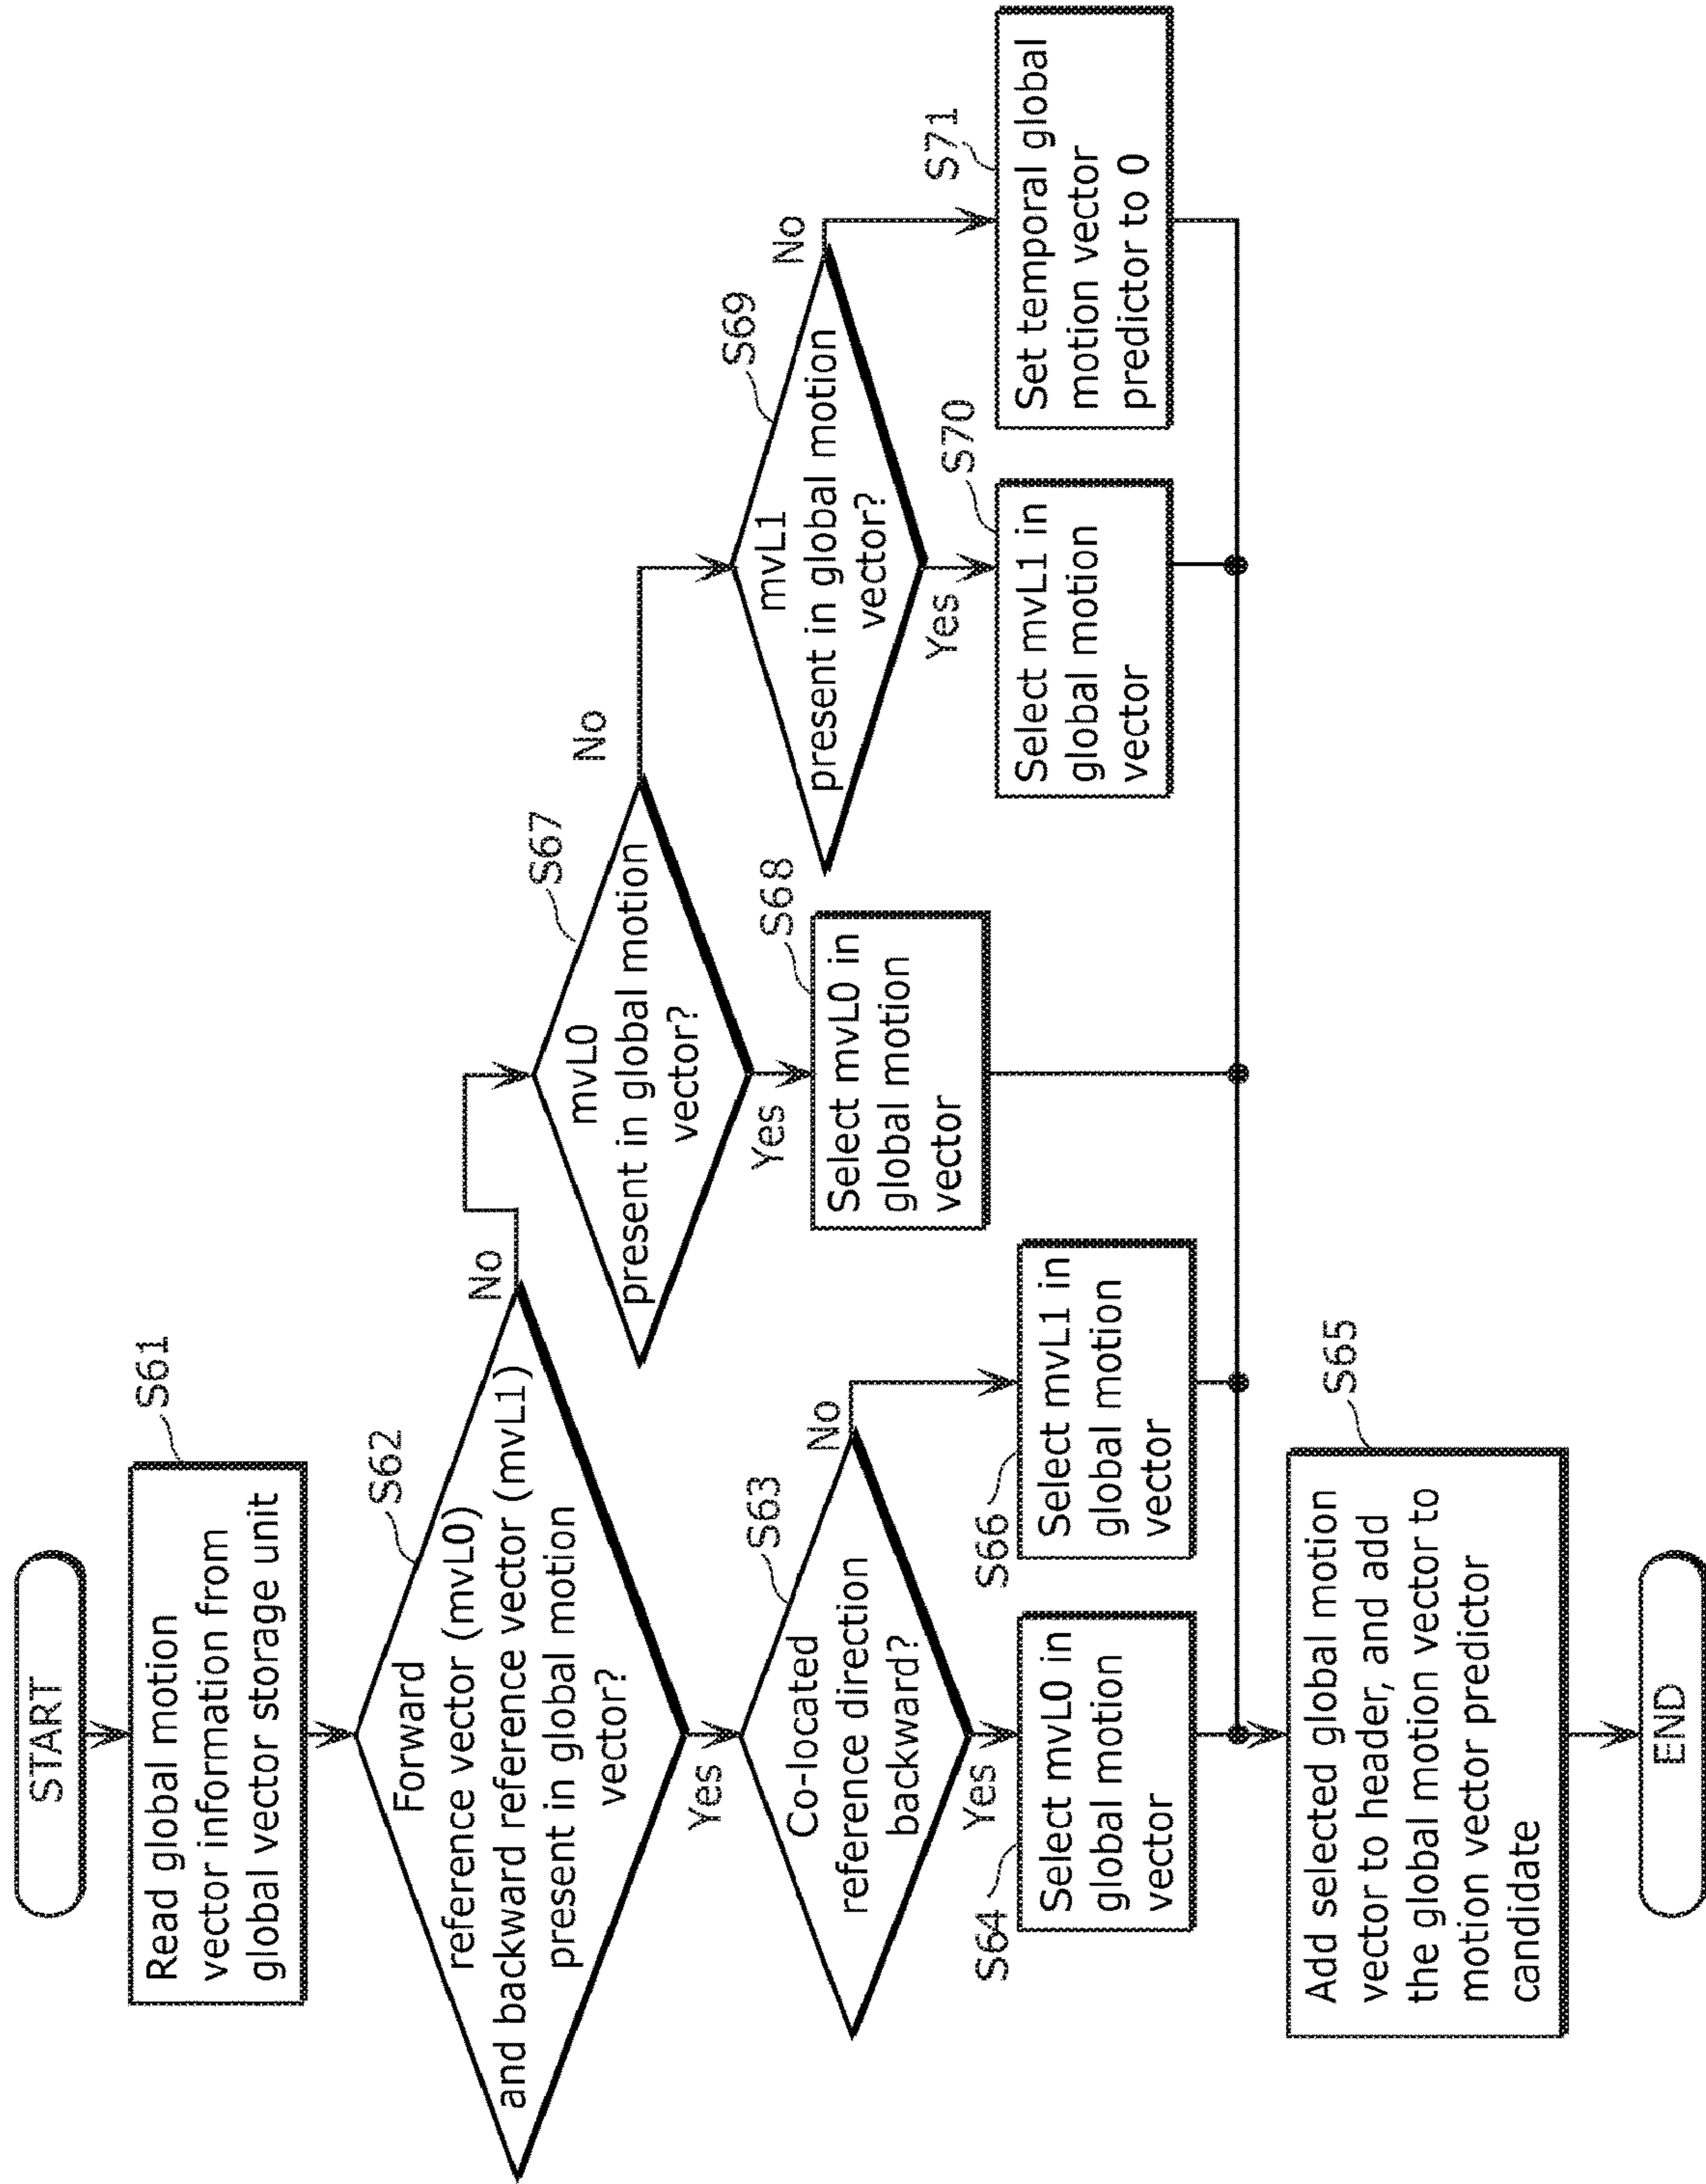 START
S61
Read global motion
vector information from
global vector storage unit
S62
Forward
reference vector (mvL0)
and backward reference vector (mvL1)
present in global motion
vector?
No
Yes
S63
Co-located
reference direction
backward?
No
Yes
S64
Select mvL0 in
global motion
vector
S66
Select mvL1 in
global motion
vector
S67
mvL0
present in global motion
vector?
No
Yes
S68
Select mvL0 in
global motion
vector
S69
mvL1
present in global motion
vector?
No
Yes
S70
Select mvL1 in
global motion
vector
S71
Set temporal global
motion vector
predictor to 0
S65
Add selected global motion
vector to header, and add
the global motion vector to
motion vector predictor
candidate
END